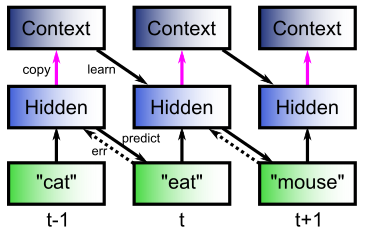 Context Context Context
copy learn
Hidden Hidden Hidden
predict
err
"cat" "eat" "mouse"
t-1 t t+1